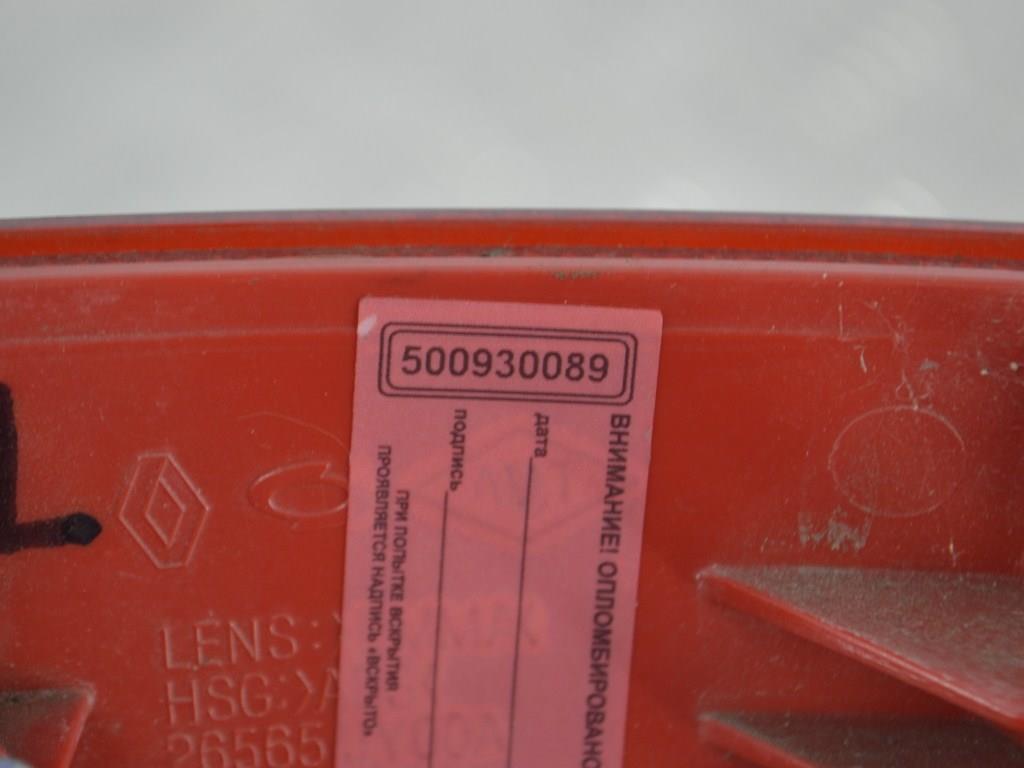 500930089
ВНИМАНИЕ! ОПЛОМБИРОВАНО
дата
подпись
ПРИ ПОПЫТКЕ ВСКРЫТИЯ
ПРОЯВЛЯЕТСЯ НАДПИСЬ «ВСКРЫТО»
LENS:
HSG:>A
26565